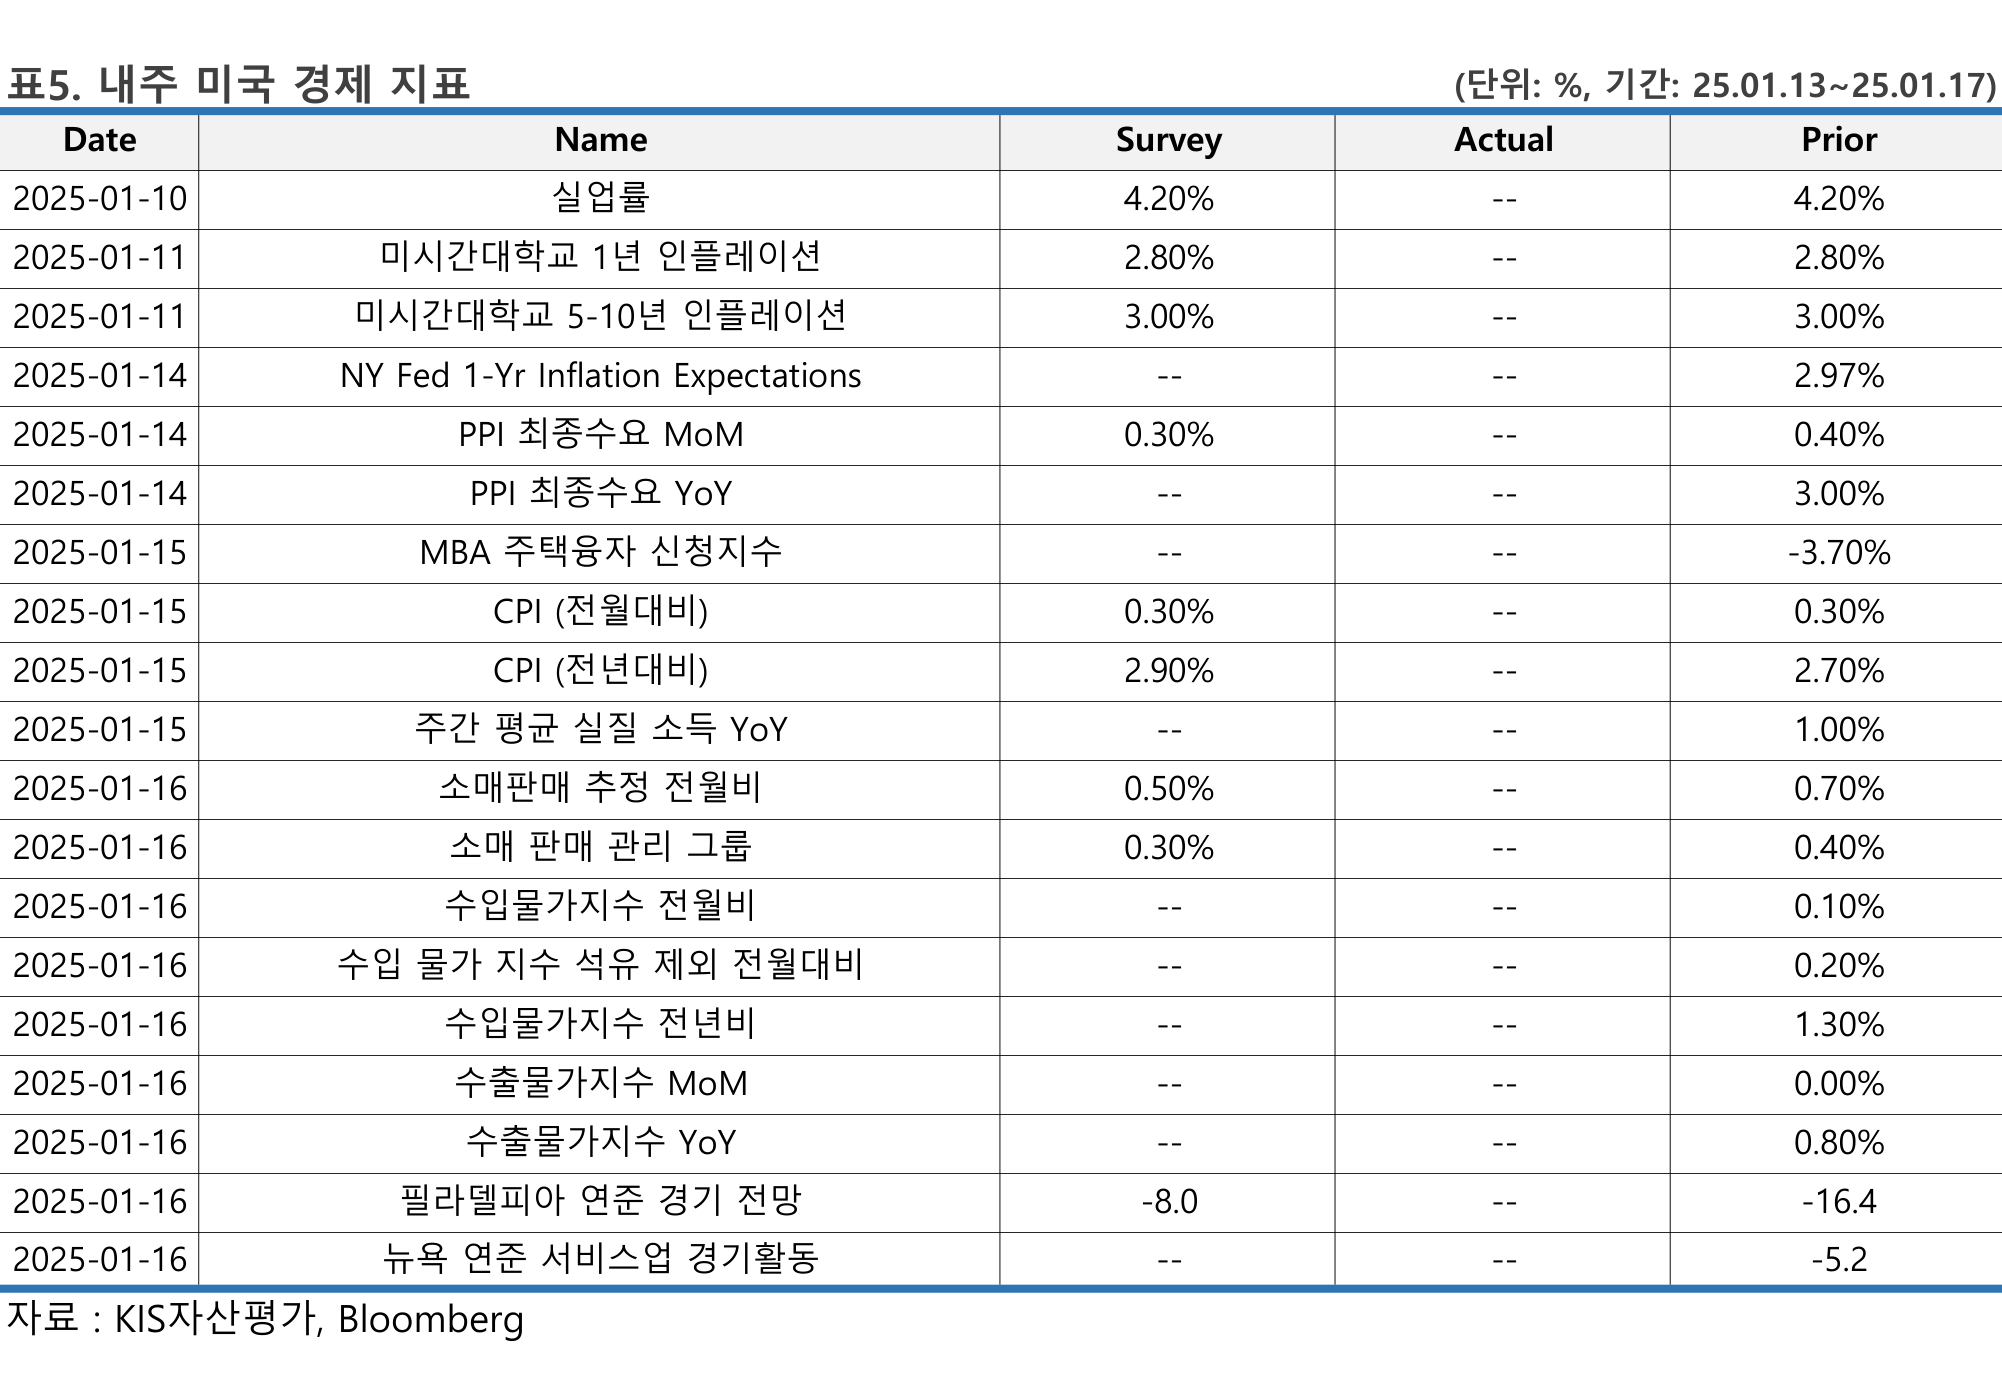 표5. 내주 미국 경제 지표 (단위: %, 기간: 25.01.13~25.01.17)
Date Name Survey Actual Prior
2025-01-10 실업률 4.20% -- 4.20%
2025-01-11 미시간대학교 1년 인플레이션 2.80% -- 2.80%
2025-01-11 미시간대학교 5-10년 인플레이션 3.00% -- 3.00%
2025-01-14 NY Fed 1-Yr Inflation Expectations -- -- 2.97%
2025-01-14 PPI 최종수요 MoM 0.30% -- 0.40%
2025-01-14 PPI 최종수요 YoY -- -- 3.00%
2025-01-15 MBA 주택융자 신청지수 -- -- -3.70%
2025-01-15 CPI (전월대비) 0.30% -- 0.30%
2025-01-15 CPI (전년대비) 2.90% -- 2.70%
2025-01-15 주간 평균 실질 소득 YoY -- -- 1.00%
2025-01-16 소매판매 추정 전월비 0.50% -- 0.70%
2025-01-16 소매 판매 관리 그룹 0.30% -- 0.40%
2025-01-16 수입물가지수 전월비 -- -- 0.10%
2025-01-16 수입 물가 지수 석유 제외 전월대비 -- -- 0.20%
2025-01-16 수입물가지수 전년비 -- -- 1.30%
2025-01-16 수출물가지수 MoM -- -- 0.00%
2025-01-16 수출물가지수 YoY -- -- 0.80%
2025-01-16 필라델피아 연준 경기 전망 -8.0 -- -16.4
2025-01-16 뉴욕 연준 서비스업 경기활동 -- -- -5.2
자료 : KIS자산평가, Bloomberg